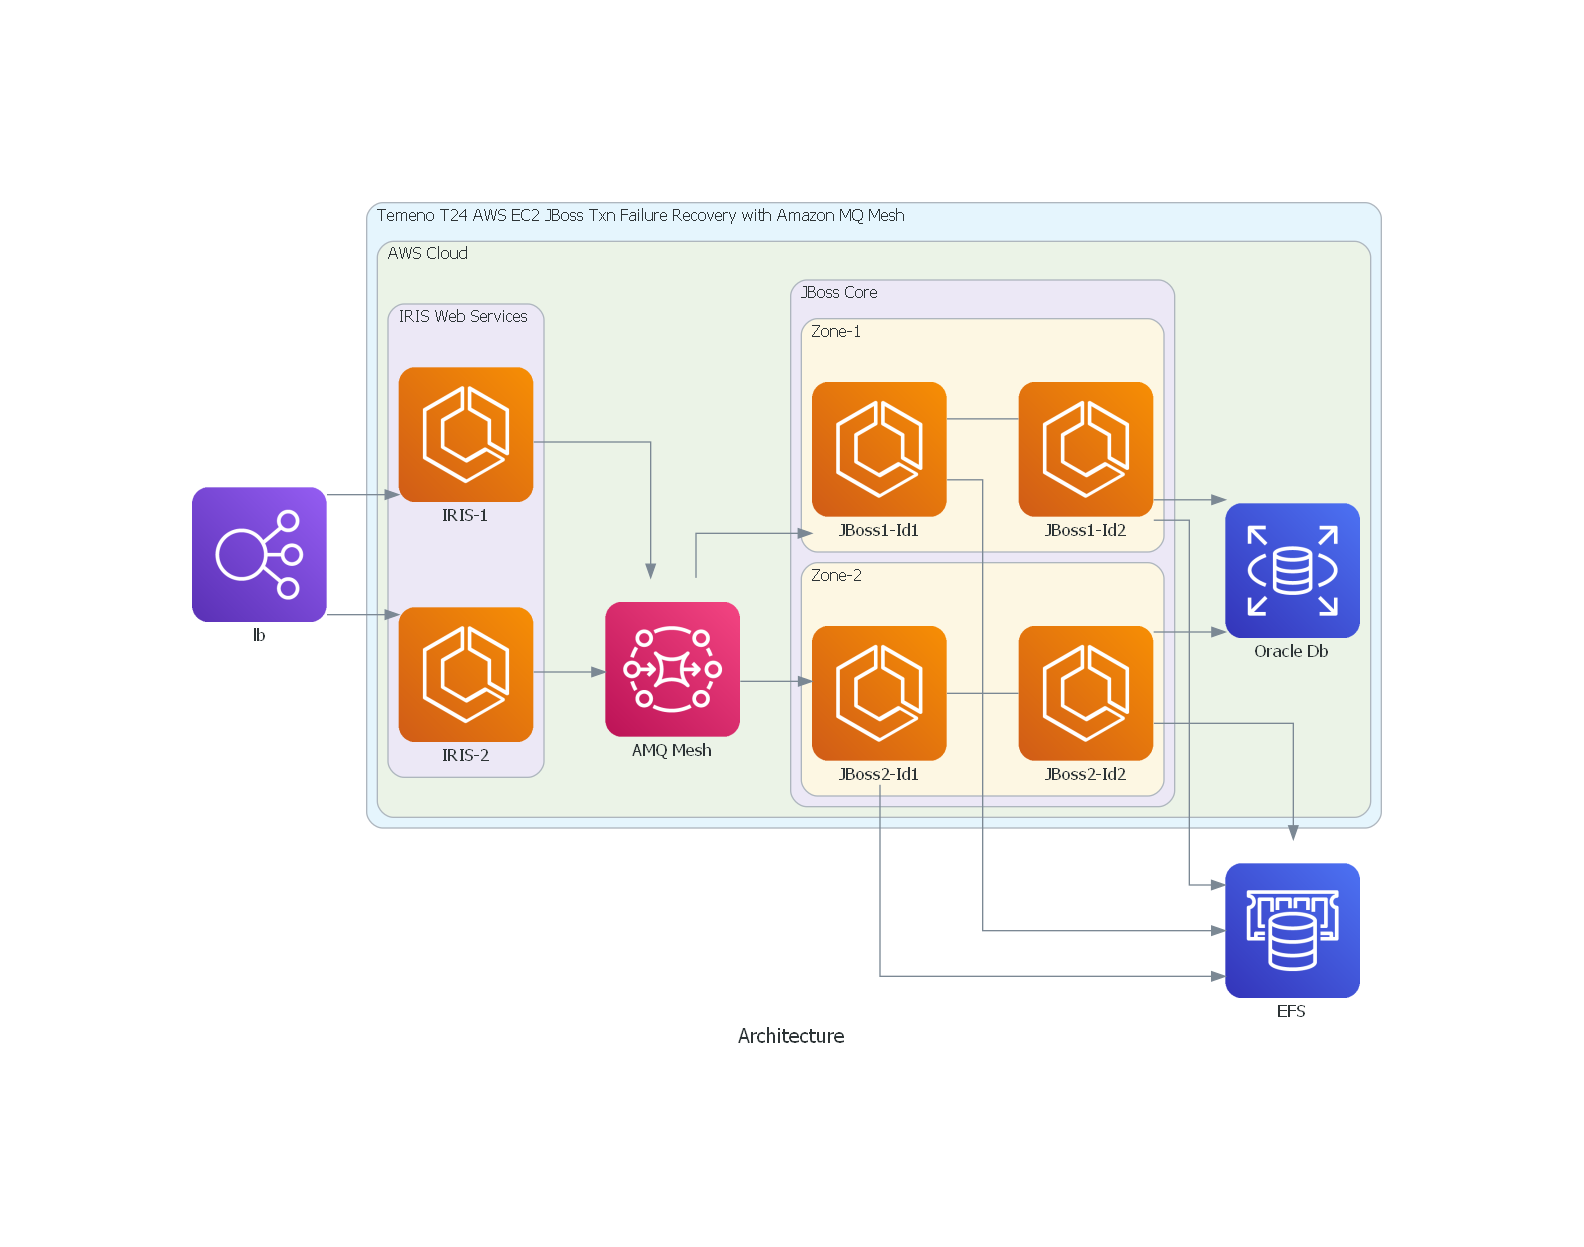 Temeno T24 AWS EC2 JBoss Txn Failure Recovery with Amazon MQ Mesh
AWS Cloud
JBoss Core
IRIS Web Services
Zone-1
IRIS-1
JBoss1-Id1
JBoss1-Id2
Zone-2
lb
Oracle Db
IRIS-2
AMQ Mesh
JBoss2-Id1
JBoss2-Id2
EFS
Architecture